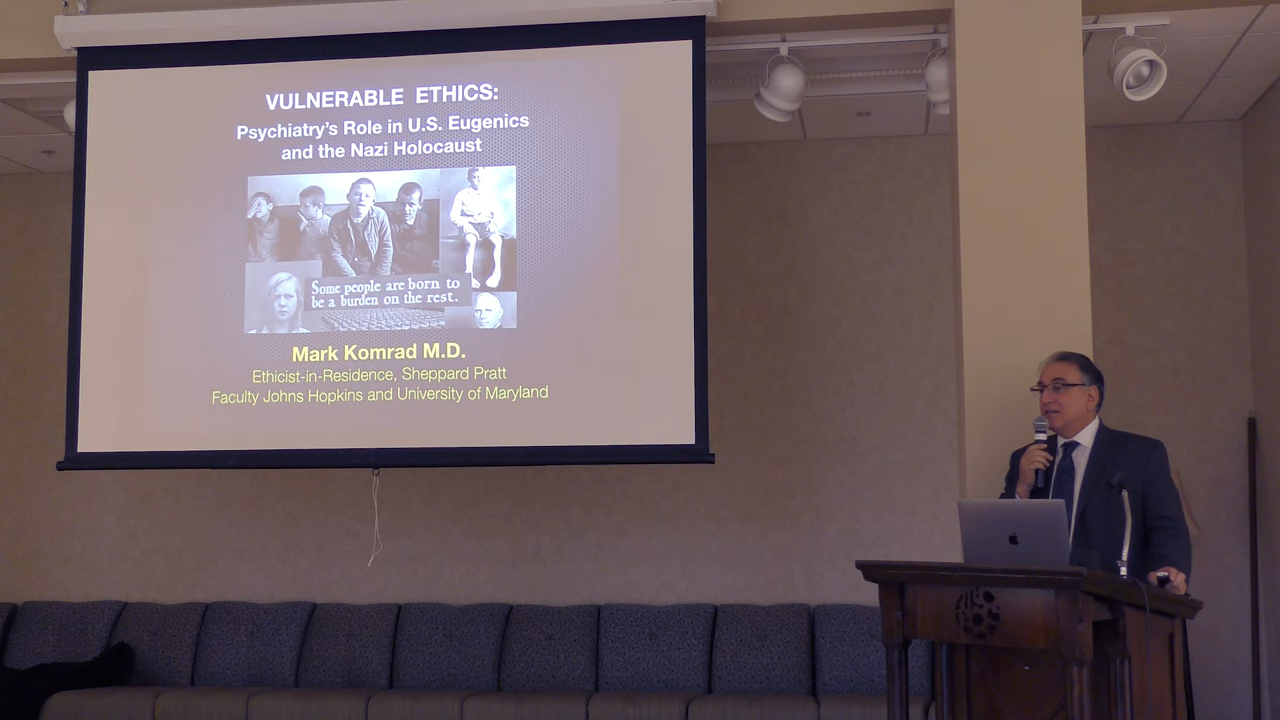 VULNERABLE ETHICS:
Psychiatry's Role in U.S. Eugenics
and the Nazi Holocaust
Some people are born to
be a burden on the rest.
Mark Komrad M.D.
Ethicist-in-Residence, Sheppard Pratt
Faculty Johns Hopkins and University of Maryland